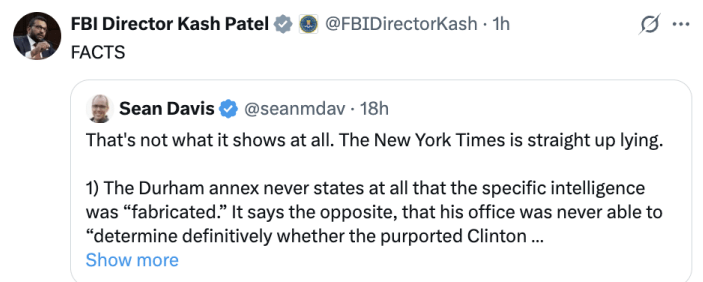 FBI Director Kash Patel @FBIDirectorKash · 1h
FACTS
Sean Davis @seanmdav · 18h
That's not what it shows at all. The New York Times is straight up lying.
1) The Durham annex never states at all that the specific intelligence
was “fabricated.” It says the opposite, that his office was never able to
“determine definitively whether the purported Clinton ...
Show more